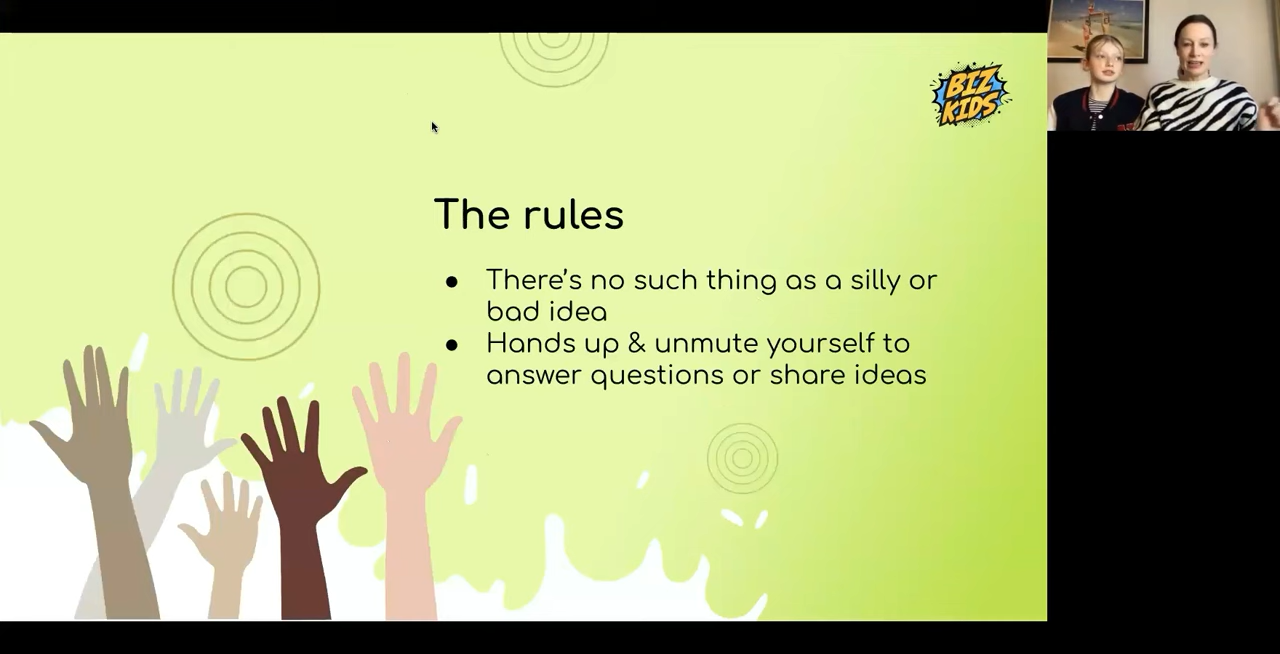 BIZ
KIDS
The rules
● There's no such thing as a silly or
bad idea
● Hands up & unmute yourself to
answer questions or share ideas